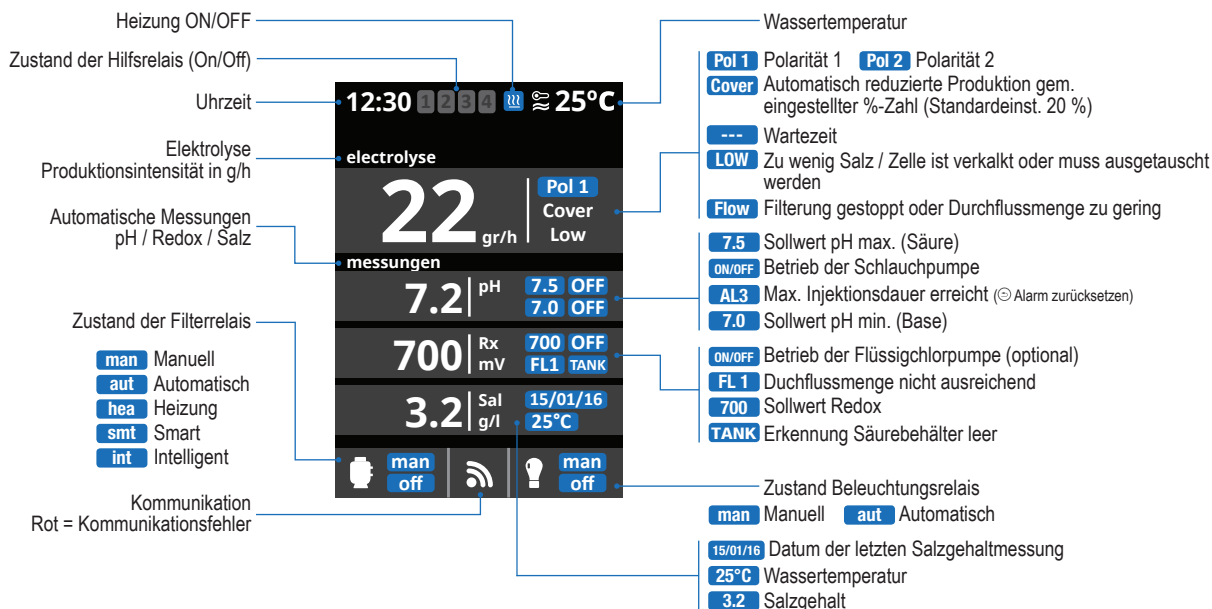 Heizung ON/OFF
Zustand der Hilfsrelais (On/Off)
Uhrzeit
Elektrolyse
Produktionsintensität in g/h
Automatische Messungen
pH / Redox / Salz
Zustand der Filterrelais
man Manuell
aut Automatisch
hea Heizung
smt Smart
int Intelligent
Kommunikation
Rot = Kommunikationsfehler
12:30 1 2 3 4 25ºC
electrolyse
22 gr/h
Pol 1
Cover
Low
messungen
7.2 pH 7.5 OFF
7.0 OFF
700 Rx mV 700 OFF
FL1 TANK
3.2 Sal g/l 15/01/16
25°C
man
off
man
off
Wassertemperatur
Pol 1 Polarität 1 Pol 2 Polarität 2
Cover Automatisch reduzierte Produktion gem.
eingestellter %-Zahl (Standardeinst. 20 %)
--- Wartezeit
LOW Zu wenig Salz / Zelle ist verkalkt oder muss ausgetauscht
werden
Flow Filterung gestoppt oder Durchflussmenge zu gering
7.5 Sollwert pH max. (Säure)
ON/OFF Betrieb der Schlauchpumpe
AL3 Max. Injektionsdauer erreicht (⊝ Alarm zurücksetzen)
7.0 Sollwert pH min. (Base)
ON/OFF Betrieb der Flüssigchlorpumpe (optional)
FL 1 Duchflussmenge nicht ausreichend
700 Sollwert Redox
TANK Erkennung Säurebehälter leer
Zustand Beleuchtungsrelais
man Manuell aut Automatisch
15/01/16 Datum der letzten Salzgehaltmessung
25°C Wassertemperatur
3.2 Salzgehalt